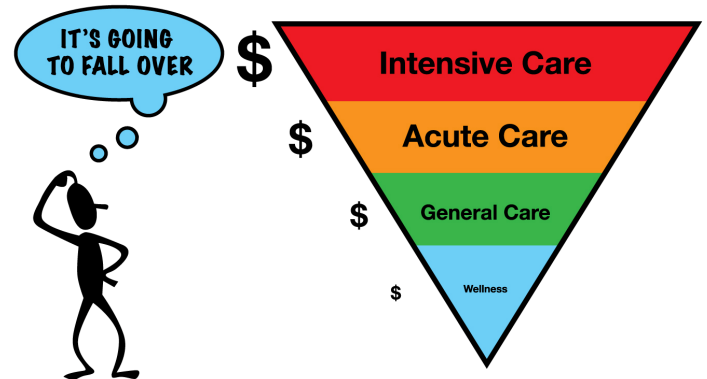 IT'S GOING
TO FALL OVER
$ Intensive Care
$ Acute Care
$ General Care
$ Wellness